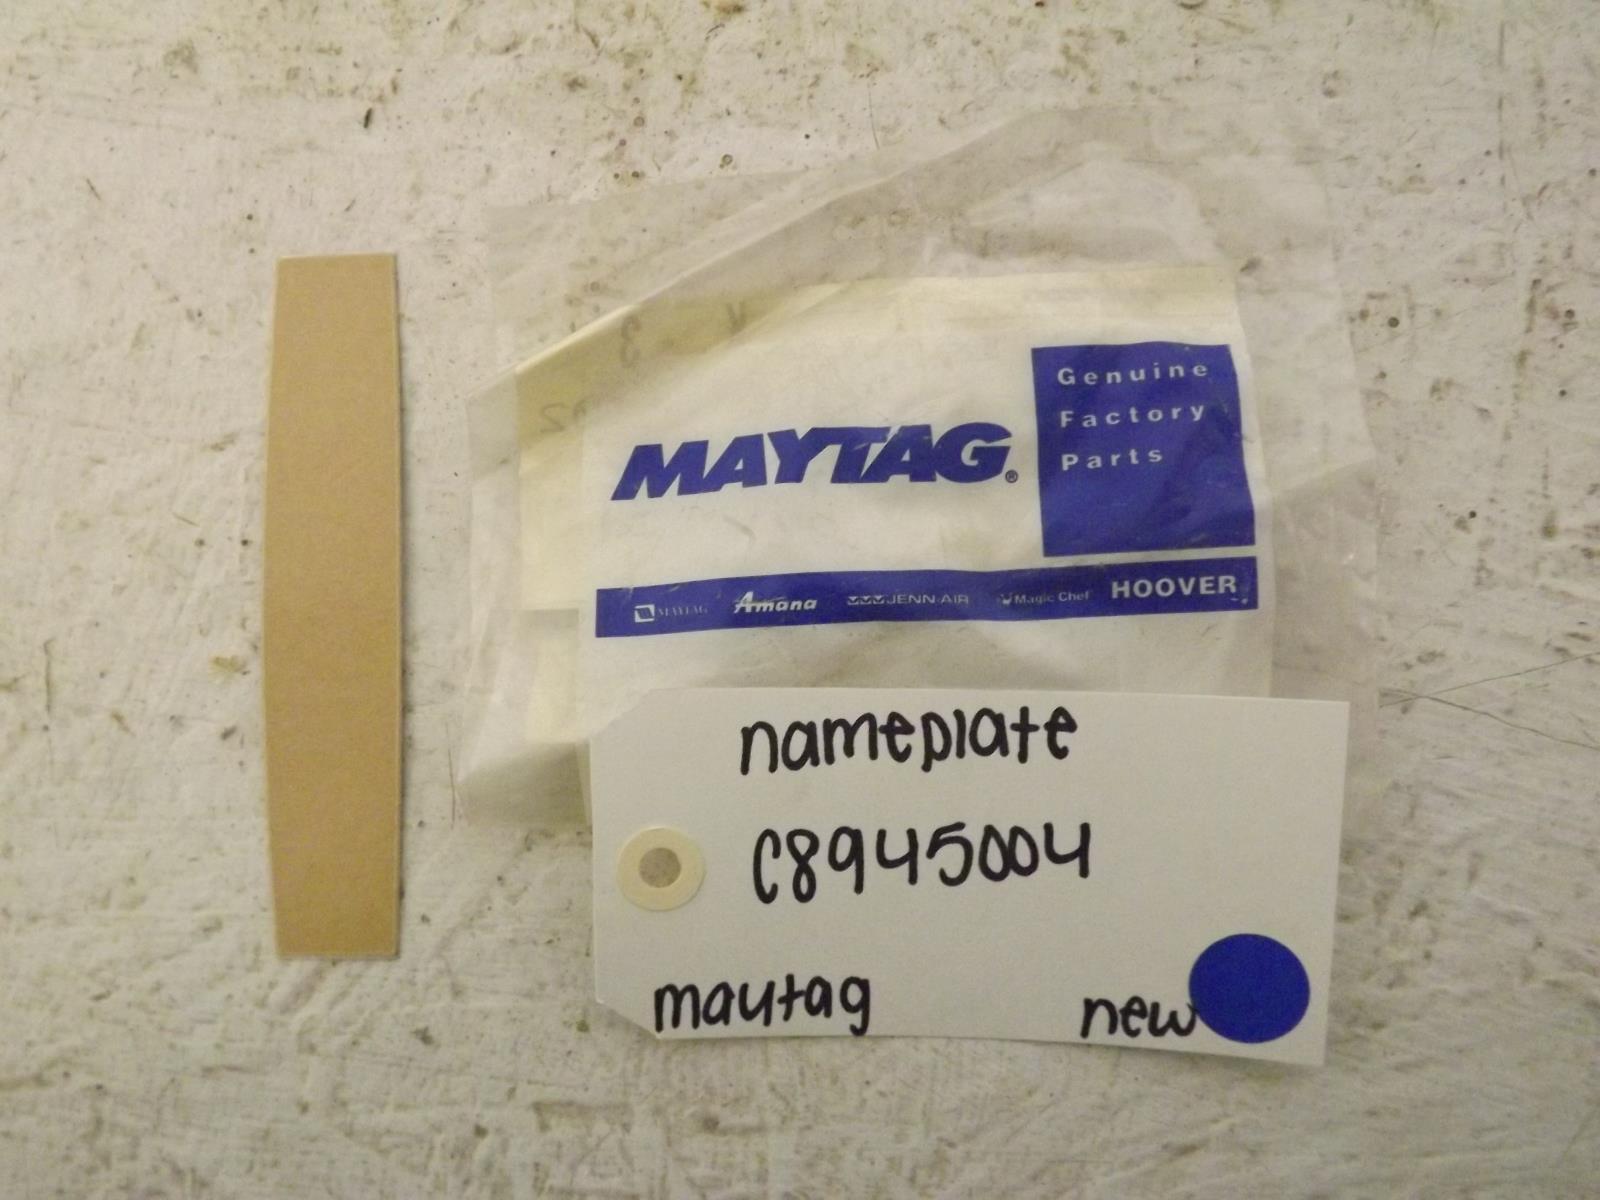 MAYTAG®
Genuine
Factory
Parts
MAYTAG Amana JENN-AIR Magic Chef HOOVER
nameplate
C8945004
maytag new